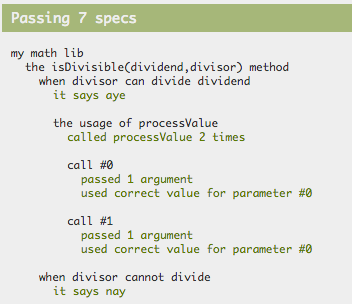 Passing 7 specs
my math lib
the isDivisible(dividend,divisor) method
when divisor can divide dividend
it says aye
the usage of processValue
called processValue 2 times
call #0
passed 1 argument
used correct value for parameter #0
call #1
passed 1 argument
used correct value for parameter #0
when divisor cannot divide
it says nay